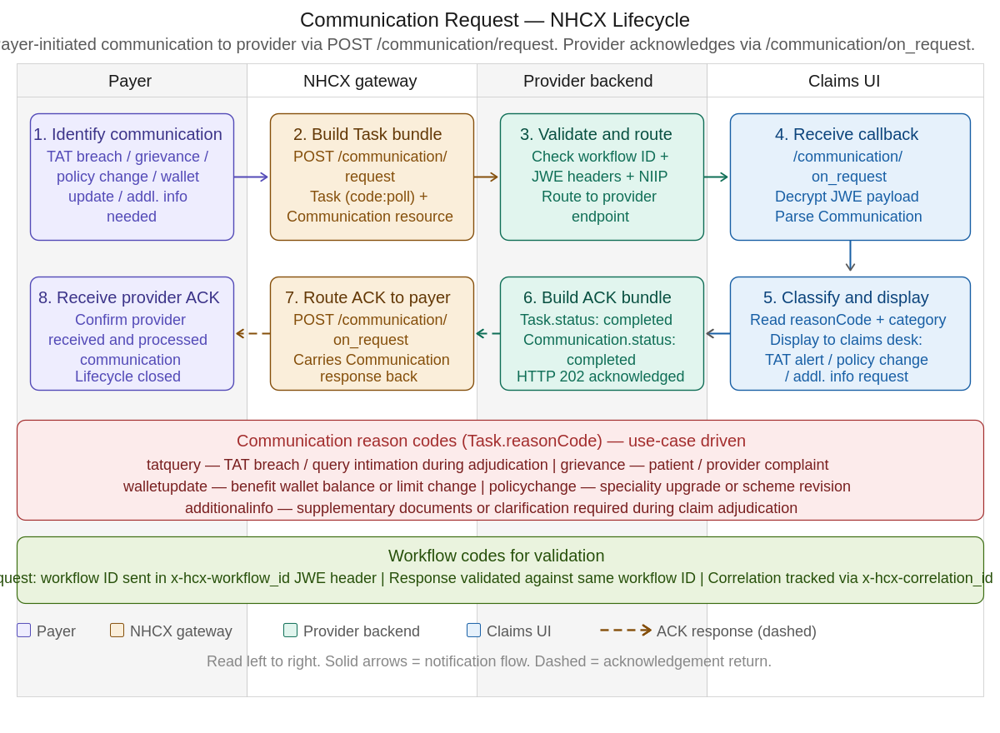 Communication Request — NHCX Lifecycle
ayer-initiated communication to provider via POST /communication/request. Provider acknowledges via /communication/on_request.
Payer
NHCX gateway
Provider backend
Claims UI
1. Identify communication
TAT breach / grievance /
policy change / wallet
update / addl. info
needed
2. Build Task bundle
POST /communication/
request
Task (code:poll) +
Communication resource
3. Validate and route
Check workflow ID +
JWE headers + NIIP
Route to provider
endpoint
4. Receive callback
/communication/
on_request
Decrypt JWE payload
Parse Communication
8. Receive provider ACK
Confirm provider
received and processed
communication
Lifecycle closed
7. Route ACK to payer
POST /communication/
on_request
Carries Communication
response back
6. Build ACK bundle
Task.status: completed
Communication.status:
completed
HTTP 202 acknowledged
5. Classify and display
Read reasonCode + category
Display to claims desk:
TAT alert / policy change
/ addl. info request
Communication reason codes (Task.reasonCode) — use-case driven
tatquery — TAT breach / query intimation during adjudication | grievance — patient / provider complaint
walletupdate — benefit wallet balance or limit change | policychange — speciality upgrade or scheme revision
additionalinfo — supplementary documents or clarification required during claim adjudication
Workflow codes for validation
quest: workflow ID sent in x-hcx-workflow_id JWE header | Response validated against same workflow ID | Correlation tracked via x-hcx-correlation_id
Payer
NHCX gateway
Provider backend
Claims UI
ACK response (dashed)
Read left to right. Solid arrows = notification flow. Dashed = acknowledgement return.